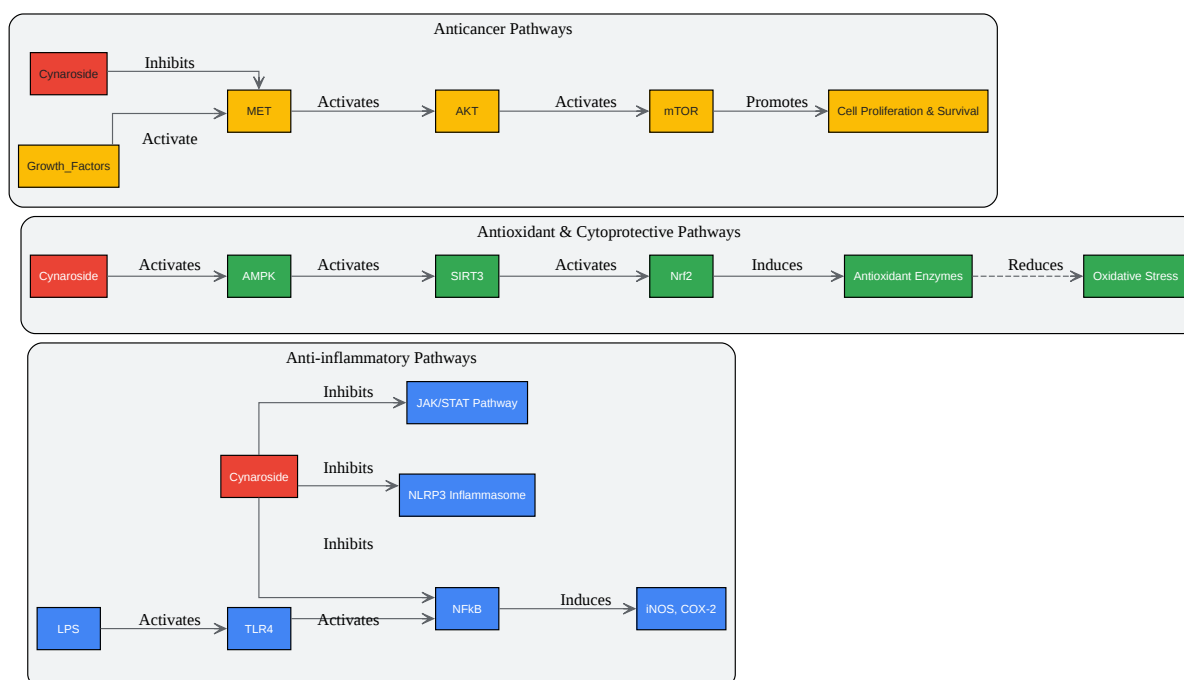 Anticancer Pathways
Cynaroside
Inhibits
MET
Activates
AKT
Activates
mTOR
Promotes
Cell Proliferation & Survival
Activate
Growth_Factors
Antioxidant & Cytoprotective Pathways
Cynaroside
Activates
AMPK
Activates
SIRT3
Activates
Nrf2
Induces
Antioxidant Enzymes
Reduces
Oxidative Stress
Anti-inflammatory Pathways
Inhibits
JAK/STAT Pathway
Cynaroside
Inhibits
NLRP3 Inflammasome
Inhibits
LPS
Activates
TLR4
Activates
NFkB
Induces
iNOS, COX-2